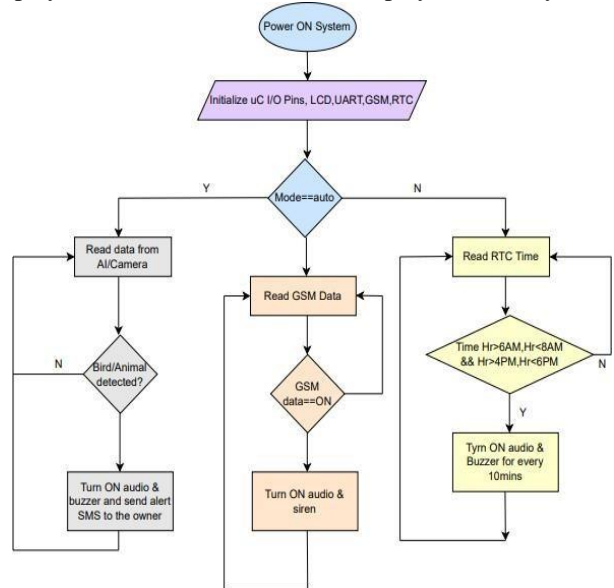 Power ON System
Initialize uC I/O Pins, LCD,UART,GSM,RTC
Mode==auto
Y
N
Read data from
AI/Camera
Read GSM Data
Read RTC Time
Bird/Animal
detected?
N
GSM
data==ON
Time Hr>6AM,Hr<8AM
&& Hr>4PM,Hr<6PM
N
Y
Turn ON audio &
buzzer and send alert
SMS to the owner
Turn ON audio &
siren
Tyrn ON audio &
Buzzer for every
10mins